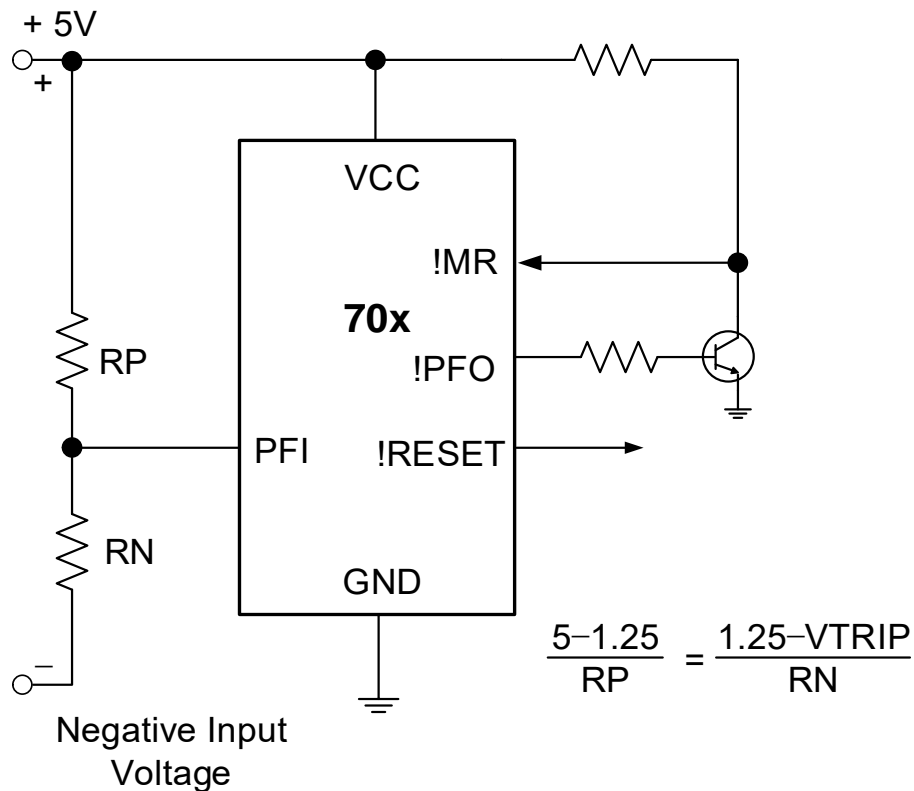 + 5V
+
VCC
!MR
70x
RP
!PFO
PFI
!RESET
RN
GND
5–1.25
RP
=
1.25–VTRIP
RN
–
Negative Input
Voltage